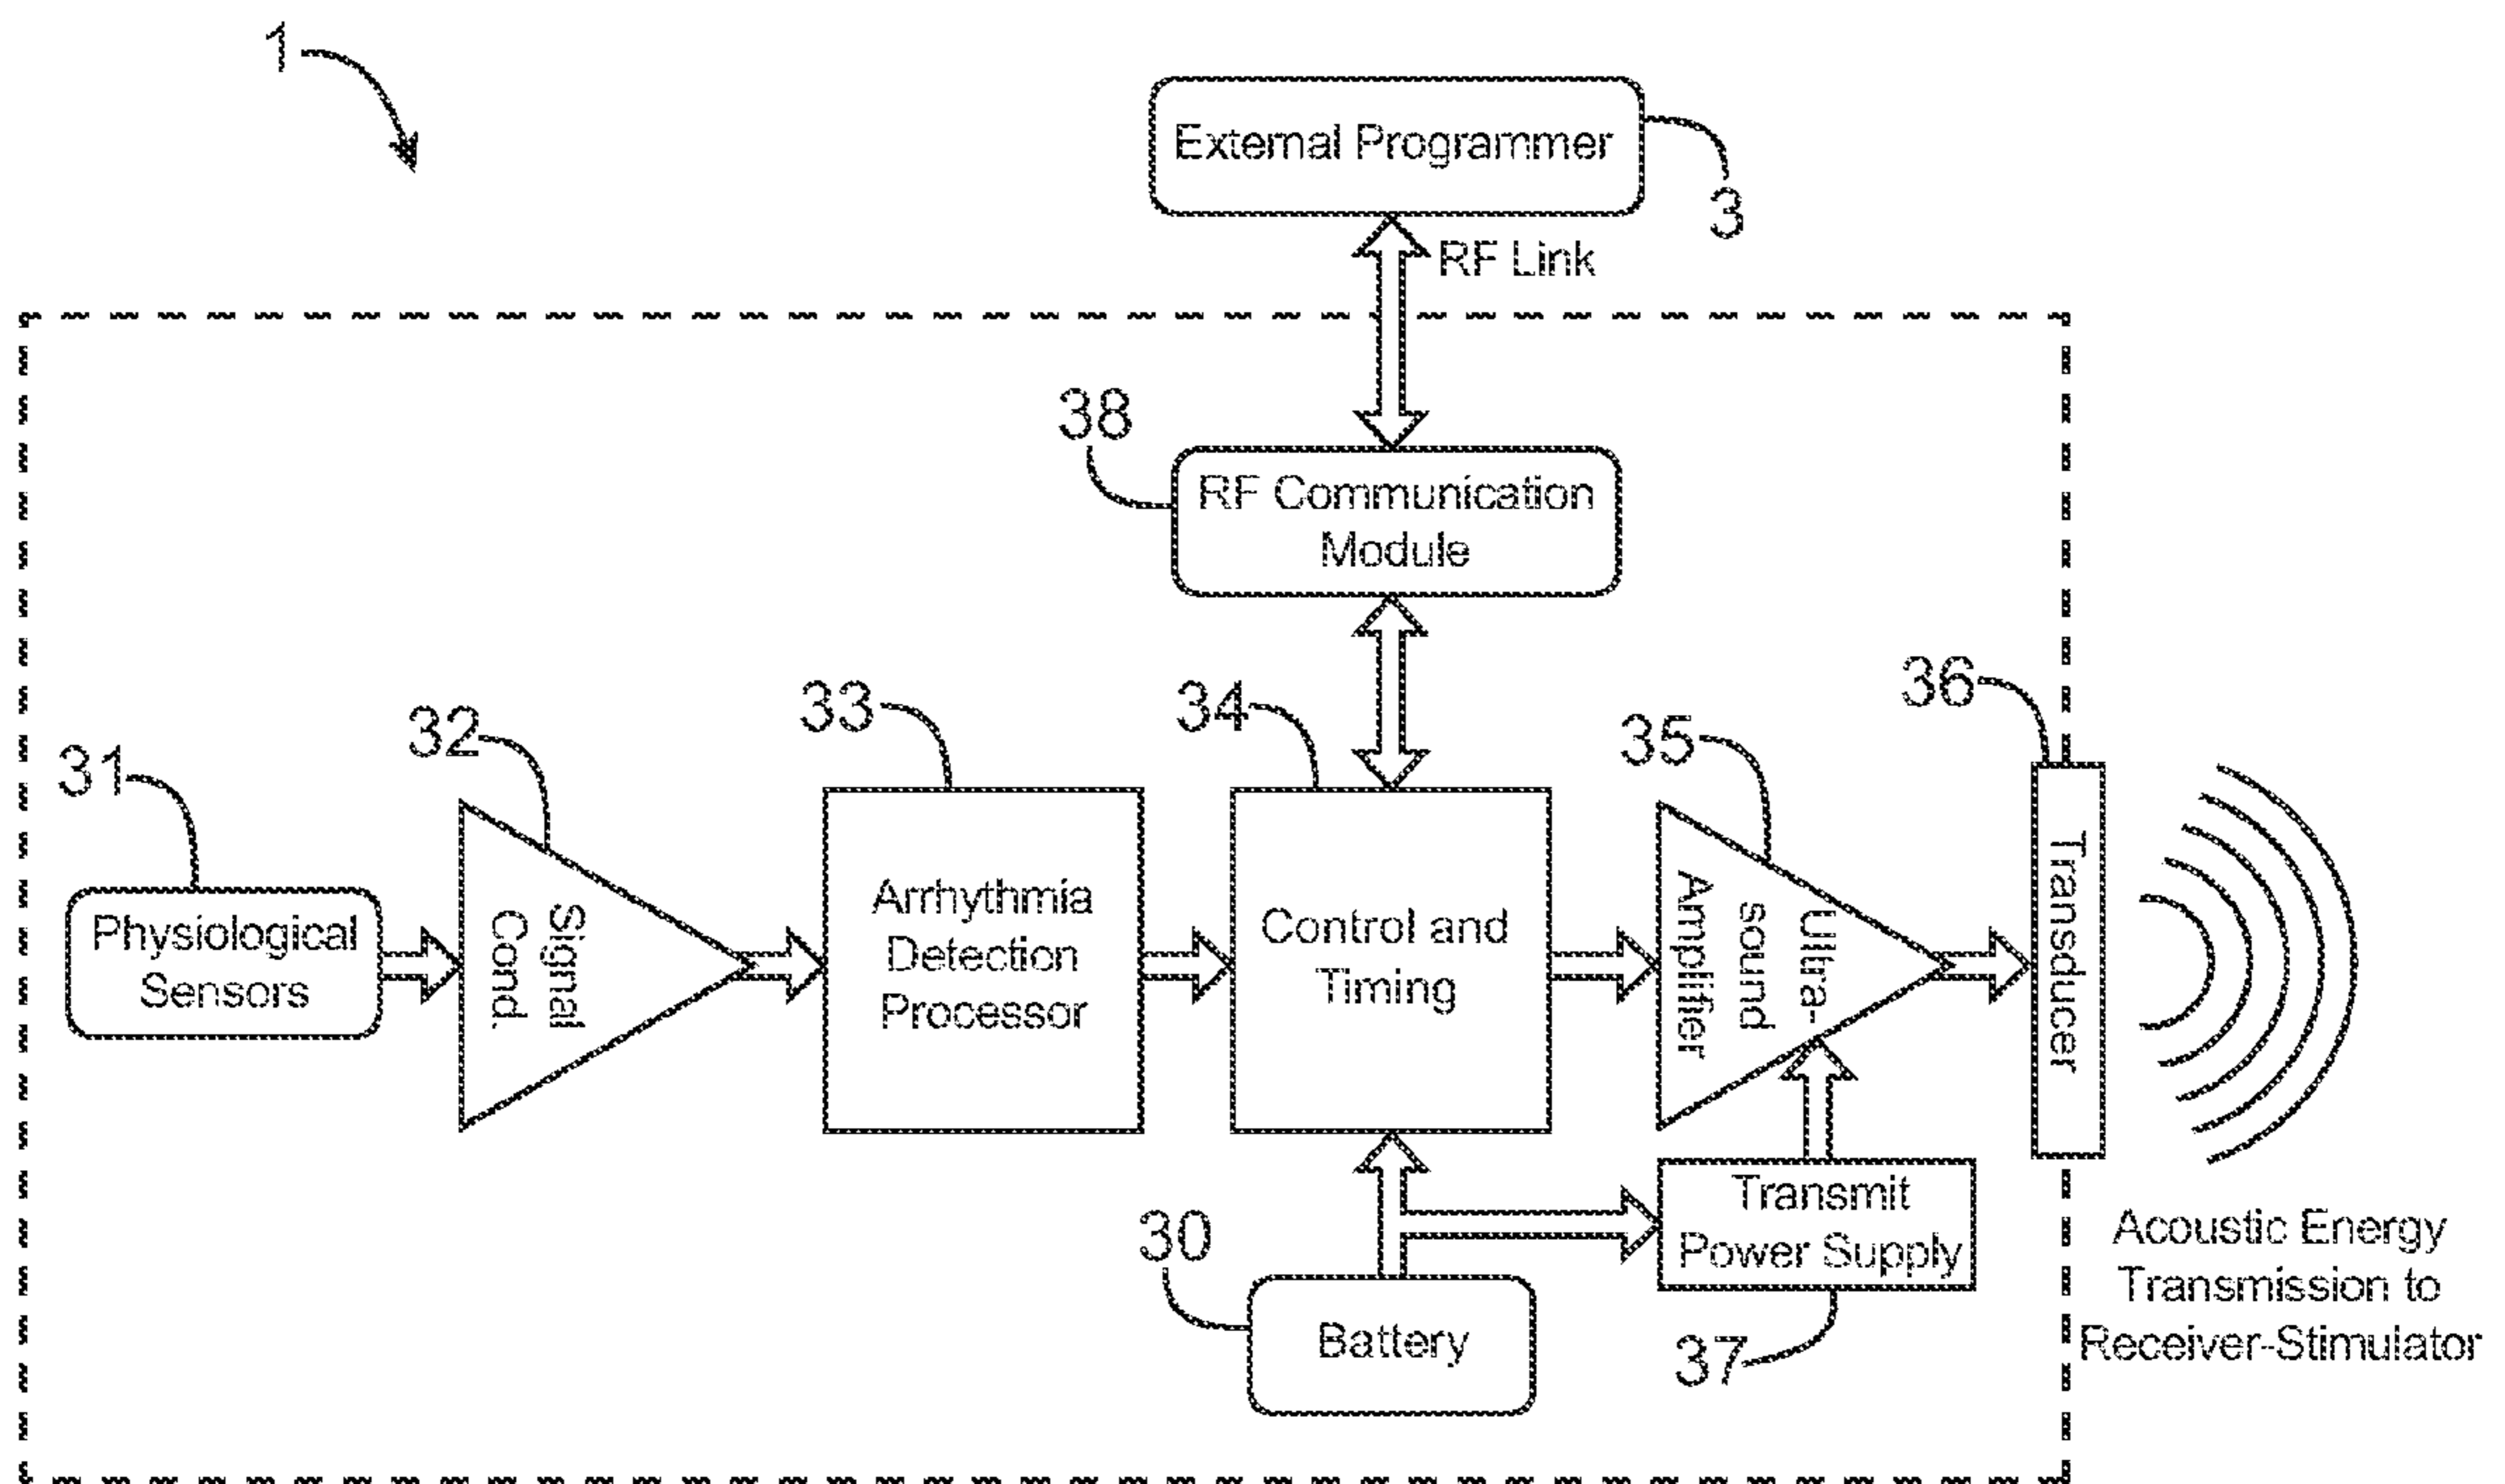 1
External Programmer
3
RF Link
38
RF Communication
Module
31
32
33
34
35
36
Physiological
Sensors
Signal
Cond.
Arrhythmia
Detection
Processor
Control and
Timing
Ultra-
sound
Amplifier
Transducer
30
Battery
Transmit
Power Supply
37
Acoustic Energy
Transmission to
Receiver-Stimulator